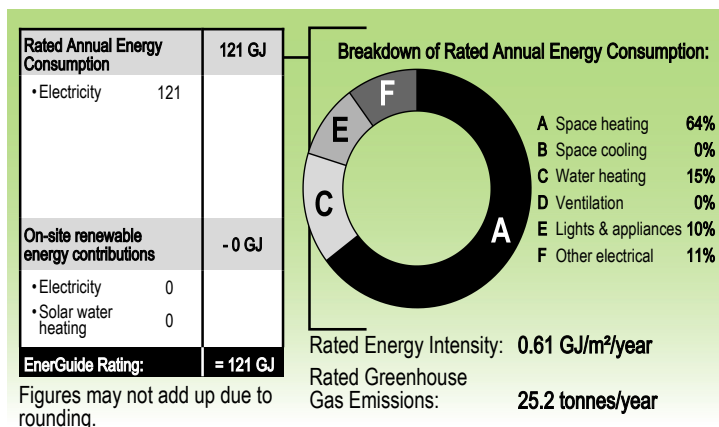 Rated Annual Energy
Consumption
121 GJ
• Electricity 121
On-site renewable
energy contributions
- 0 GJ
• Electricity 0
• Solar water
heating
0
EnerGuide Rating: = 121 GJ
Figures may not add up due to
rounding.
Breakdown of Rated Annual Energy Consumption:
F
E
C
A
A Space heating 64%
B Space cooling 0%
C Water heating 15%
D Ventilation 0%
E Lights & appliances 10%
F Other electrical 11%
Rated Energy Intensity: 0.61 GJ/m²/year
Rated Greenhouse
Gas Emissions: 25.2 tonnes/year